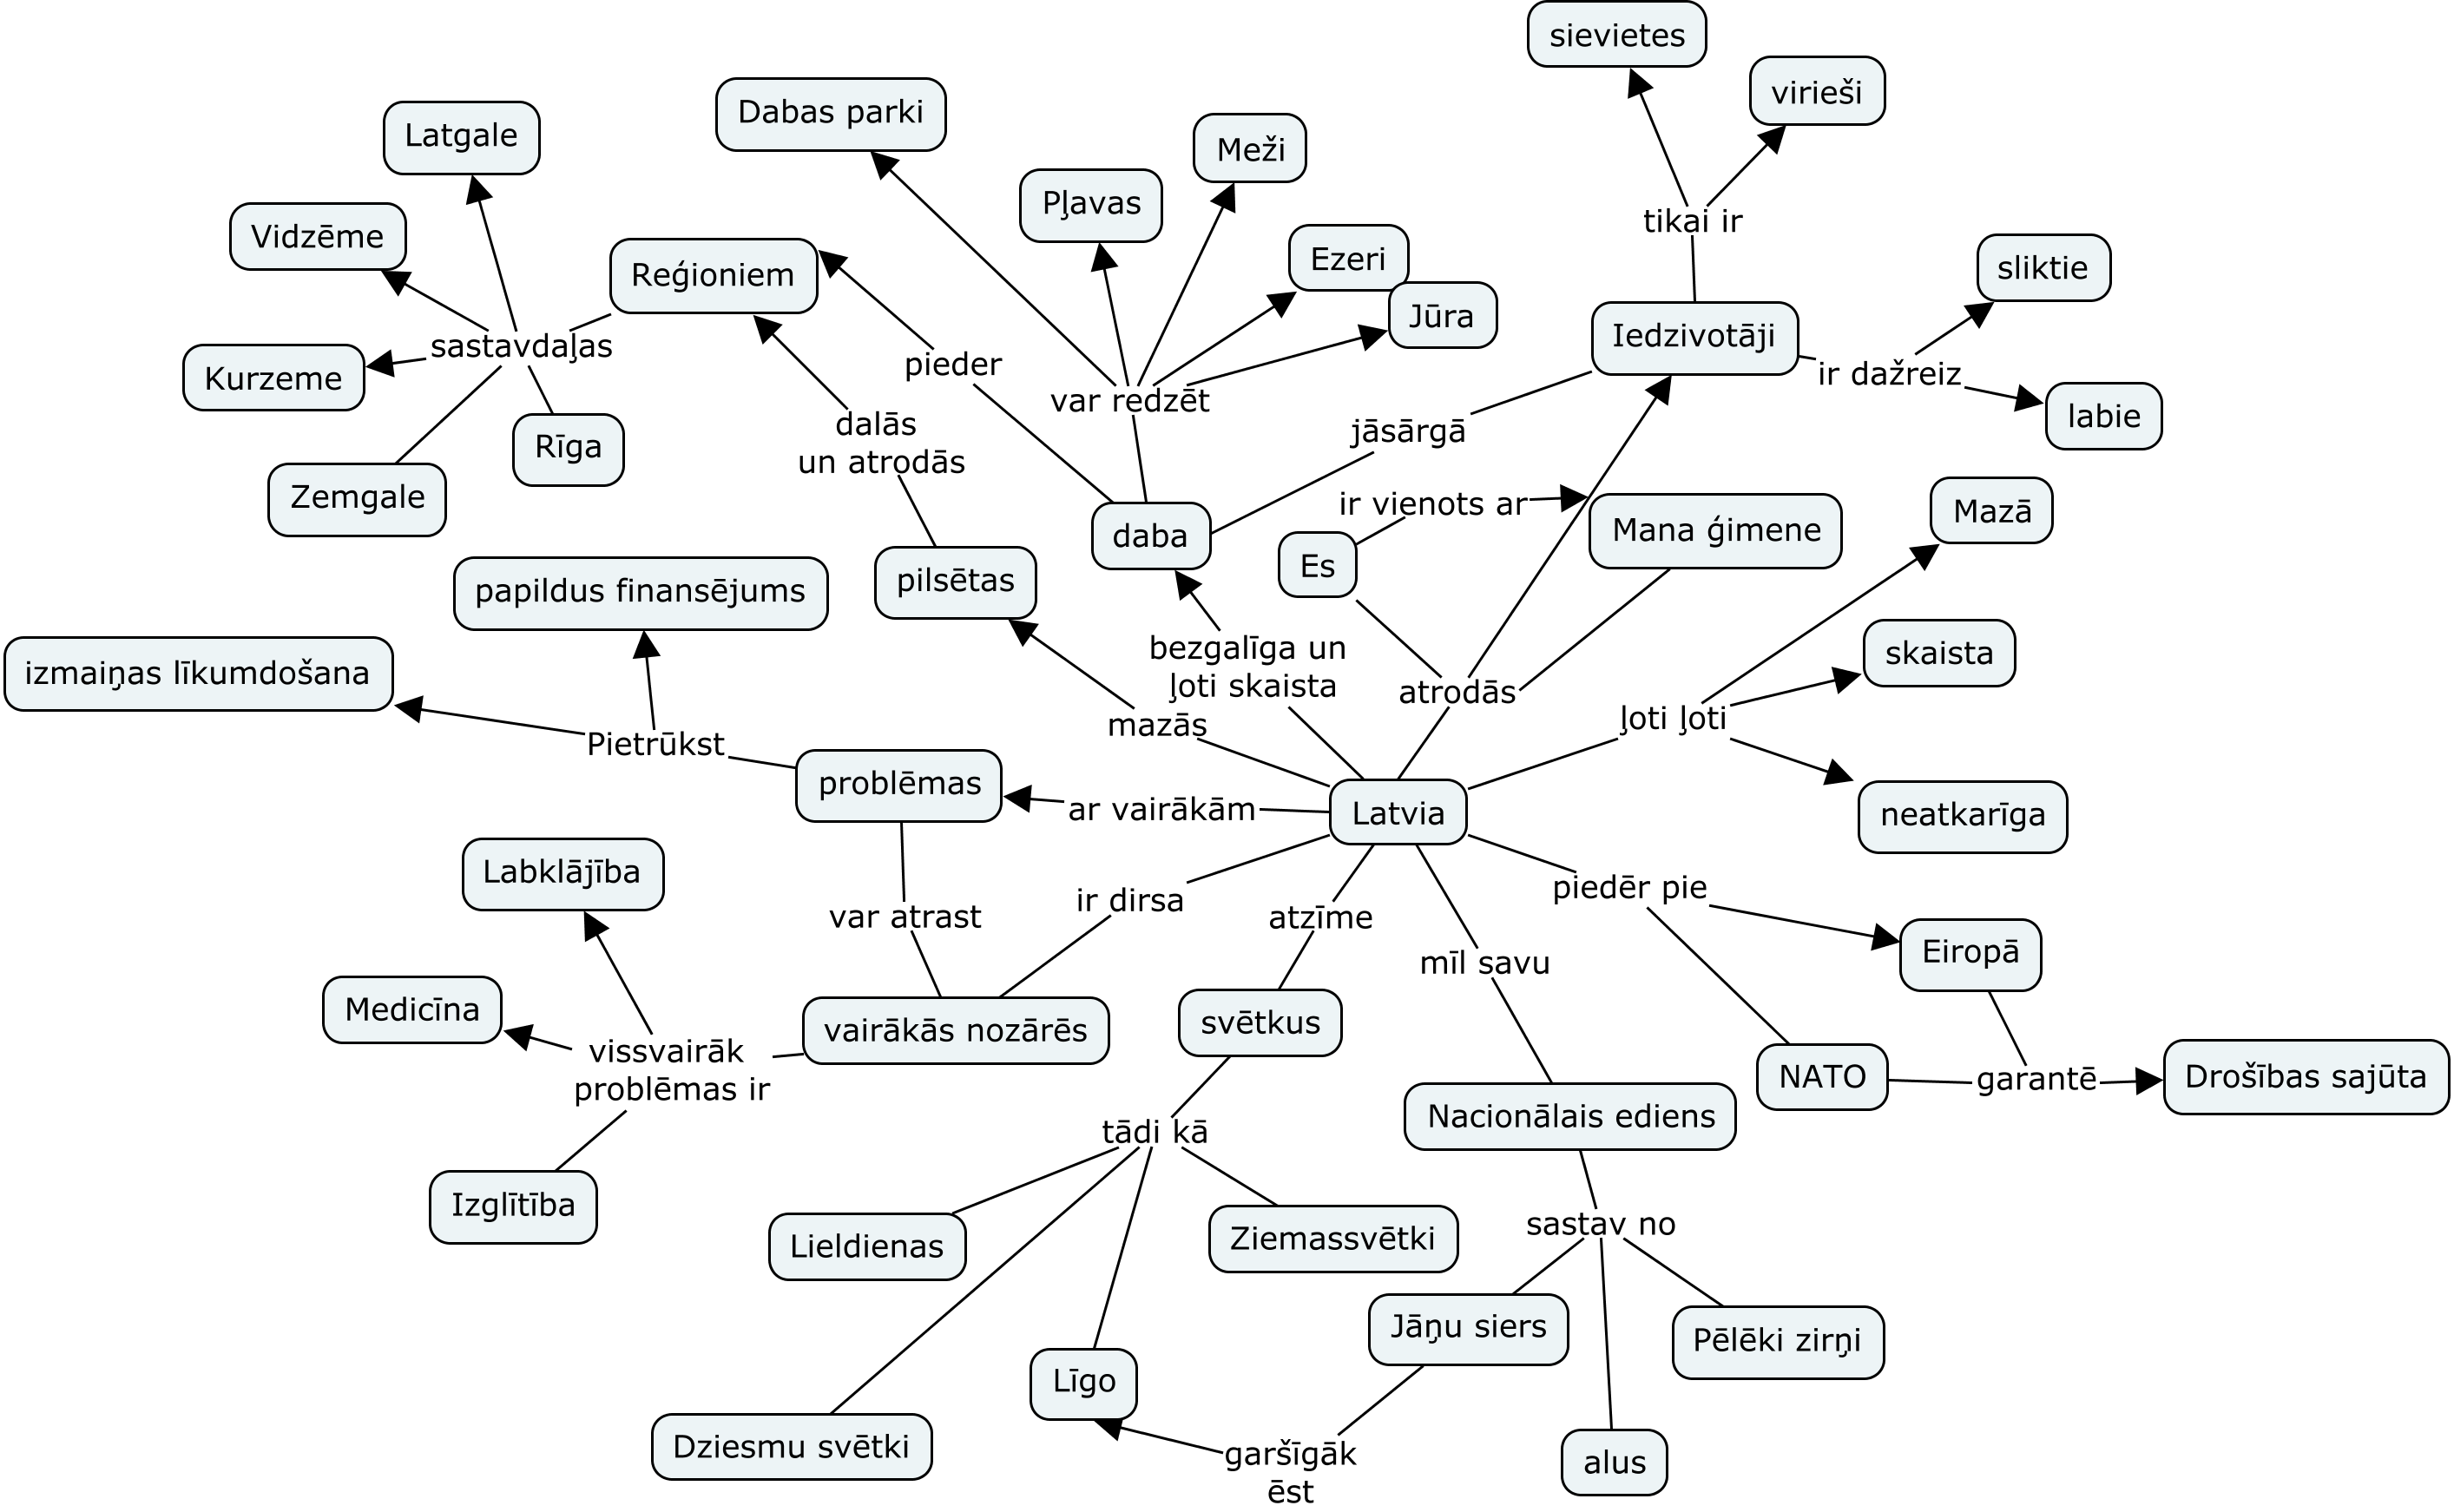 sievietes
virieši
Dabas parki
Latgale
Meži
Pļavas
tikai ir
Vidzēme
Ezeri
sliktie
Reģioniem
Jūra
Iedzivotāji
sastavdaļas
pieder
Kurzeme
ir dažreiz
var redzēt
labie
dalās
un atrodās
jāsārgā
Rīga
Zemgale
ir vienots ar
Mazā
Mana ģimene
daba
Es
pilsētas
papildus finansējums
bezgalīga un
ļoti skaista
skaista
izmaiņas līkumdošana
atrodās
ļoti ļoti
mazās
Pietrūkst
problēmas
ar vairākām
Latvia
neatkarīga
Labklājība
piedēr pie
ir dirsa
var atrast
atzīme
Eiropā
mīl savu
Medicīna
vairākās nozārēs
svētkus
vissvairāk
problēmas ir
NATO
garantē
Drošības sajūta
Nacionālais ediens
tādi kā
Izglītība
sastav no
Lieldienas
Ziemassvētki
Jāņu siers
Pēlēki zirņi
Līgo
Dziesmu svētki
garšīgāk
ēst
alus